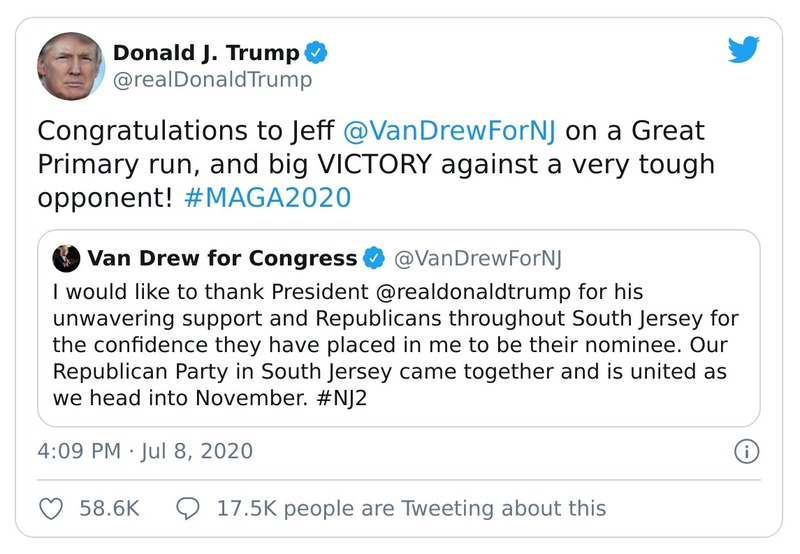 Donald J. Trump
@realDonaldTrump
Congratulations to Jeff @VanDrewForNJ on a Great
Primary run, and big VICTORY against a very tough
opponent! #MAGA2020
Van Drew for Congress @VanDrewForNJ
I would like to thank President @realdonaldtrump for his
unwavering support and Republicans throughout South Jersey for
the confidence they have placed in me to be their nominee. Our
Republican Party in South Jersey came together and is united as
we head into November. #NJ2
4:09 PM · Jul 8, 2020
58.6K 17.5K people are Tweeting about this